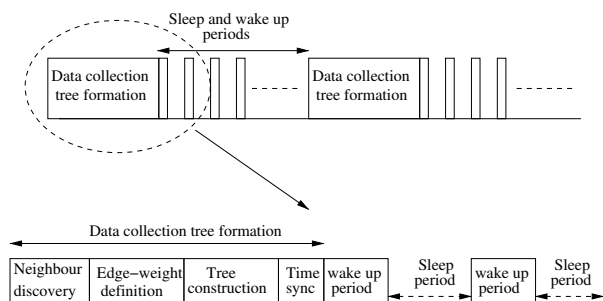 Sleep and wake up
periods
Data collection
tree formation
Data collection
tree formation
Data collection tree formation
Neighbour
discovery
Edge-weight
definition
Tree
construction
Time
sync
wake up
period
Sleep
period
wake up
period
Sleep
period